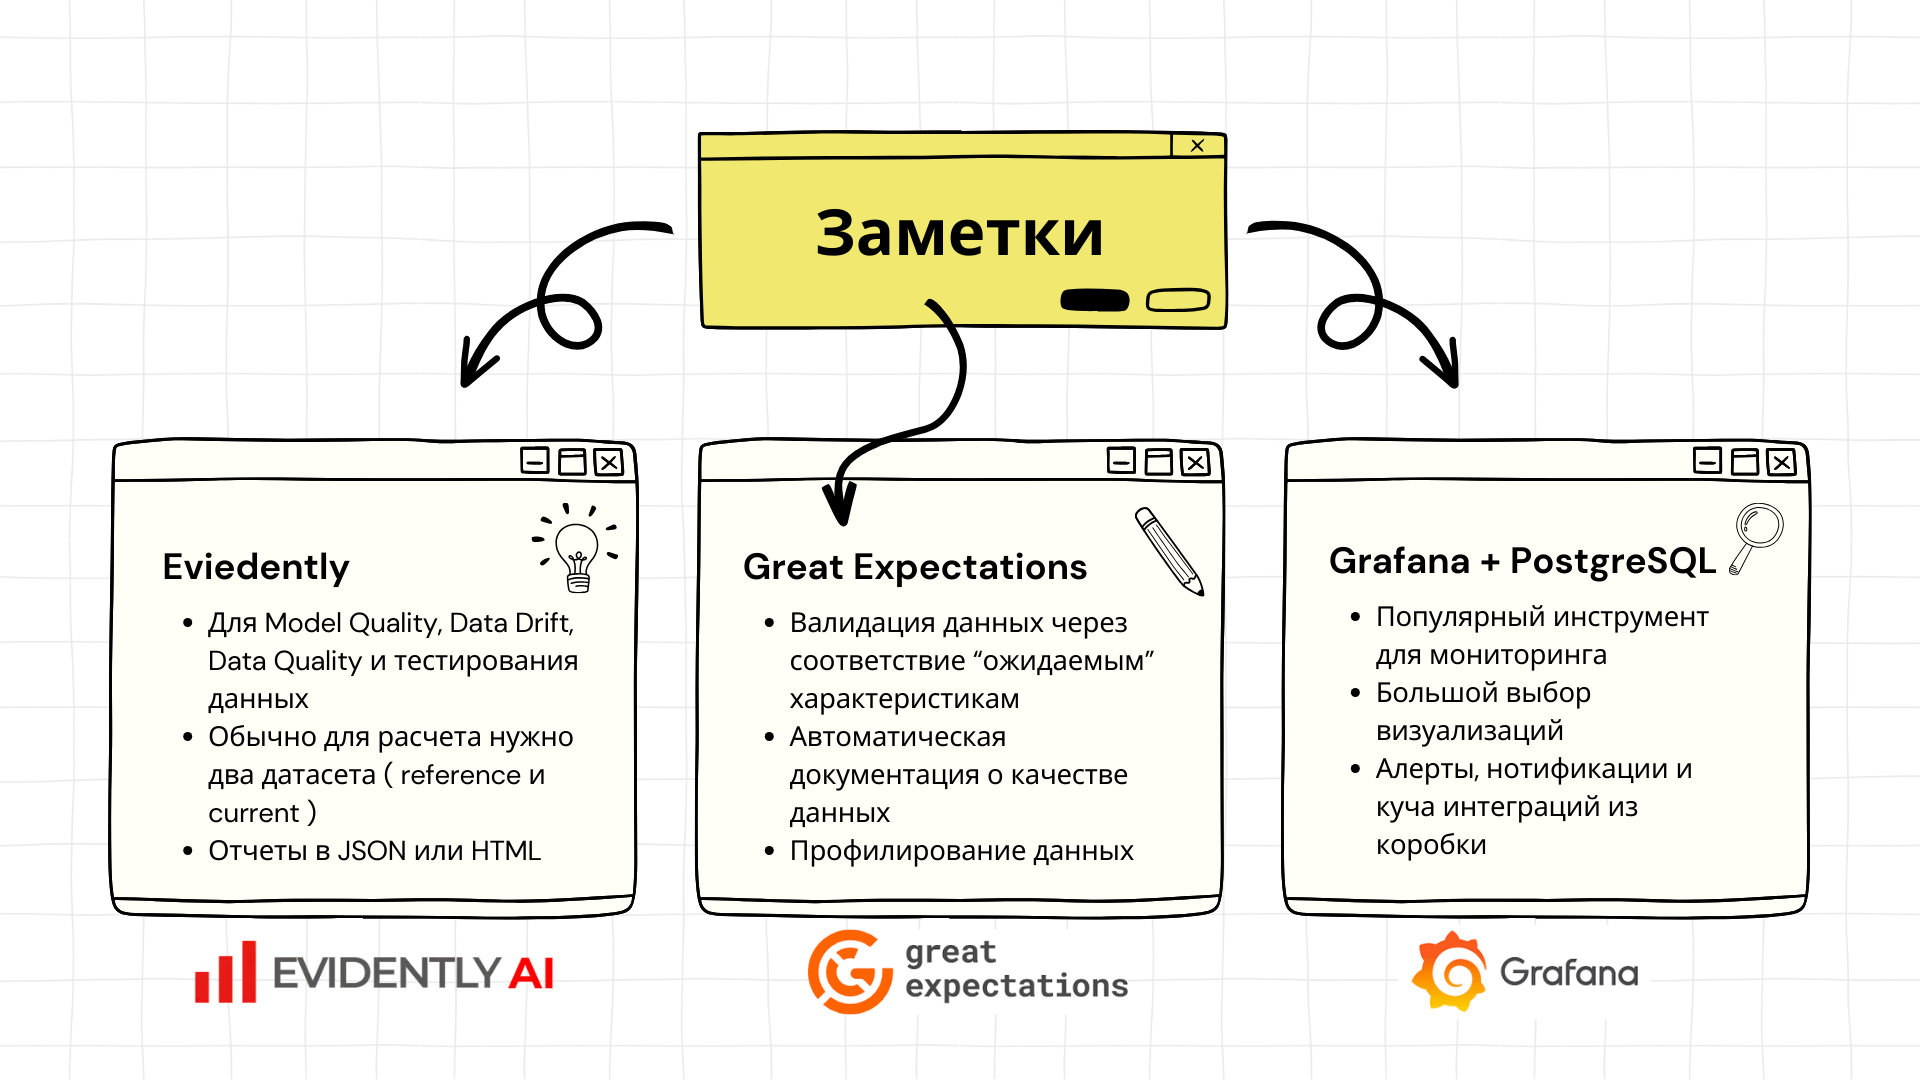 Заметки
Eviedently
• Для Model Quality, Data Drift,
Data Quality и тестирования
данных
• Обычно для расчета нужно
два датасета ( reference и
current )
• Отчеты в JSON или HTML
Great Expectations
• Валидация данных через
соответствие “ожидаемым”
характеристикам
• Автоматическая
документация о качестве
данных
• Профилирование данных
Grafana + PostgreSQL
• Популярный инструмент
для мониторинга
• Большой выбор
визуализаций
• Алерты, нотификации и
куча интеграций из
коробки
EVIDENTLY AI
great
expectations
Grafana